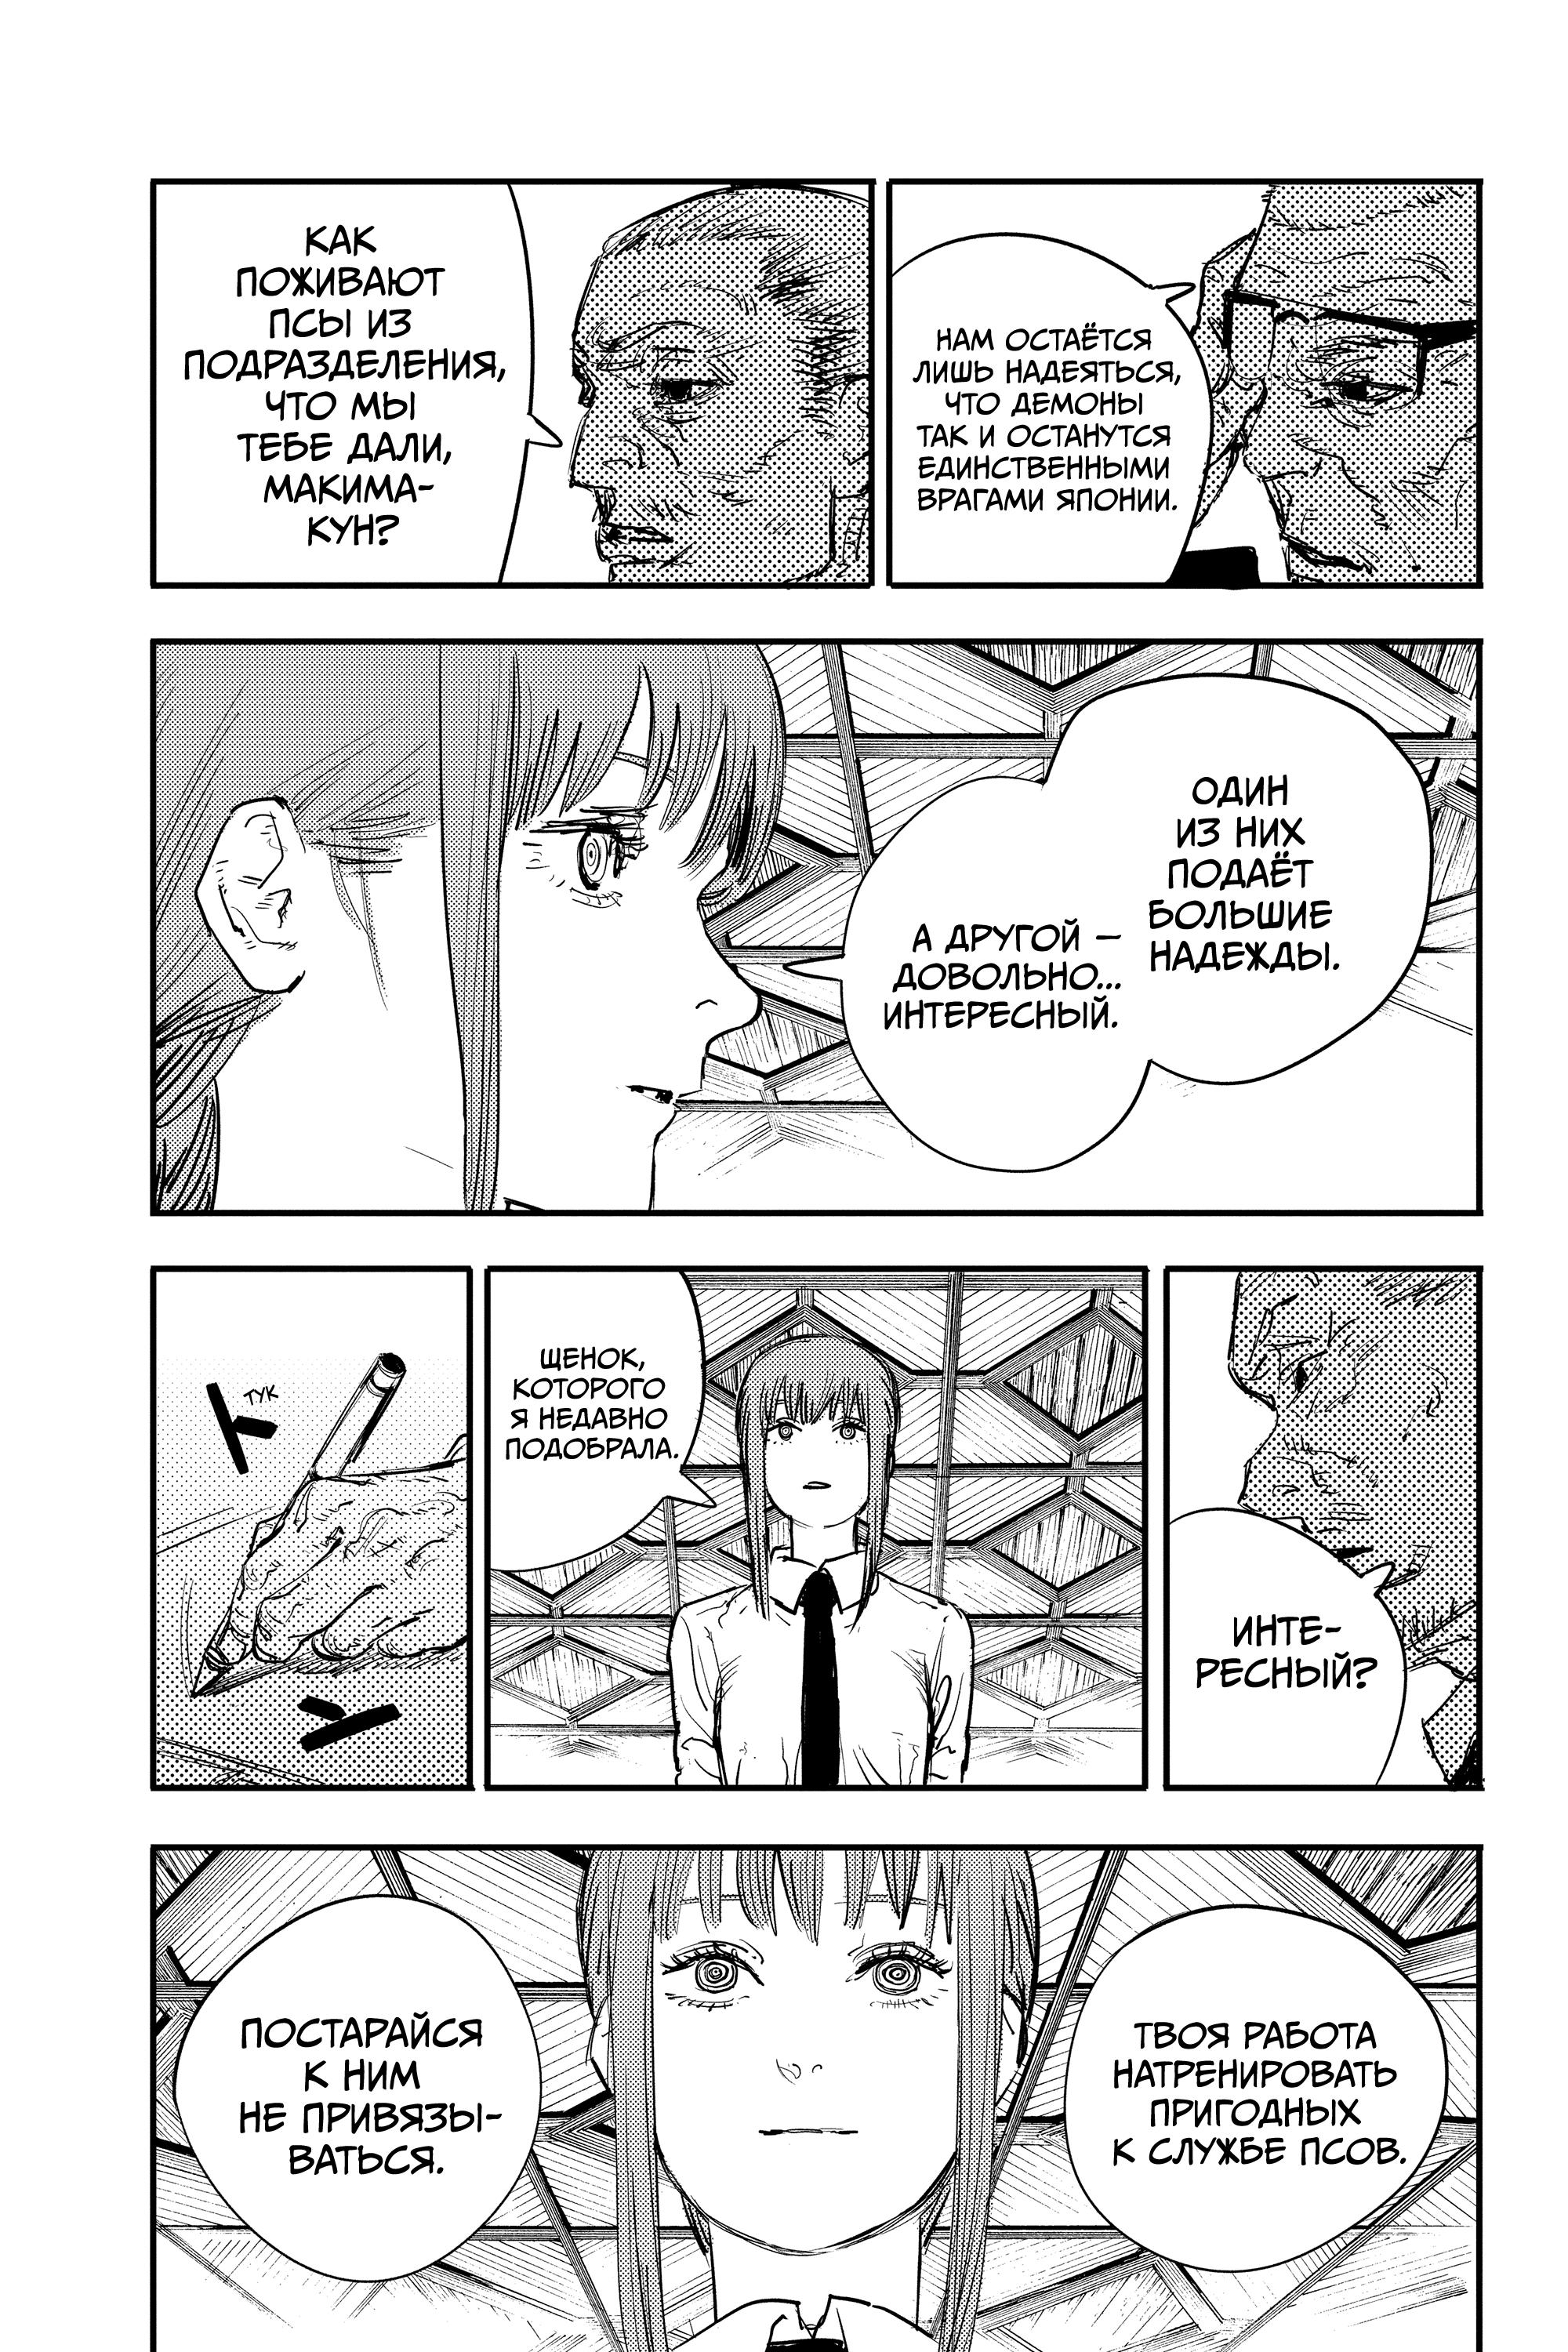 НАМ ОСТАЁТСЯ
ЛИШЬ НАДЕЯТЬСЯ,
ЧТО ДЕМОНЫ
ТАК И ОСТАНУТСЯ
ЕДИНСТВЕННЫМИ
ВРАГАМИ ЯПОНИИ.
КАК
ПОЖИВАЮТ
ПСЫ ИЗ
ПОДРАЗДЕЛЕНИЯ,
ЧТО МЫ
ТЕБЕ ДАЛИ,
МАКИМА-
КУН?
ОДИН
ИЗ НИХ
ПОДАЁТ
БОЛЬШИЕ
НАДЕЖДЫ.
А ДРУГОЙ –
ДОВОЛЬНО...
ИНТЕРЕСНЫЙ.
ИНТЕ-
РЕСНЫЙ?
ЩЕНОК,
КОТОРОГО
Я НЕДАВНО
ПОДОБРАЛА.
ТУК
ト
ン
ТВОЯ РАБОТА
НАТРЕНИРОВАТЬ
ПРИГОДНЫХ
К СЛУЖБЕ ПСОВ.
ПОСТАРАЙСЯ
К НИМ
НЕ ПРИВЯЗЫ-
ВАТЬСЯ.